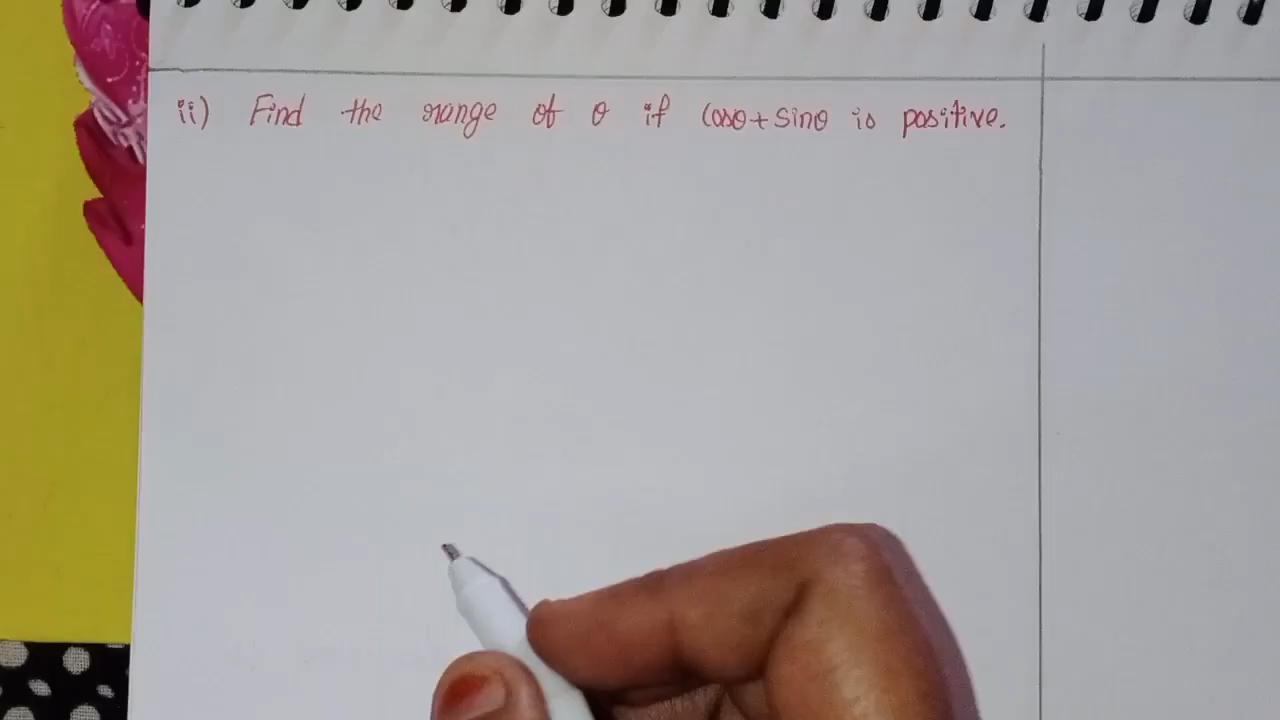 ii) Find the range of θ if Cosθ + Sinθ is positive.